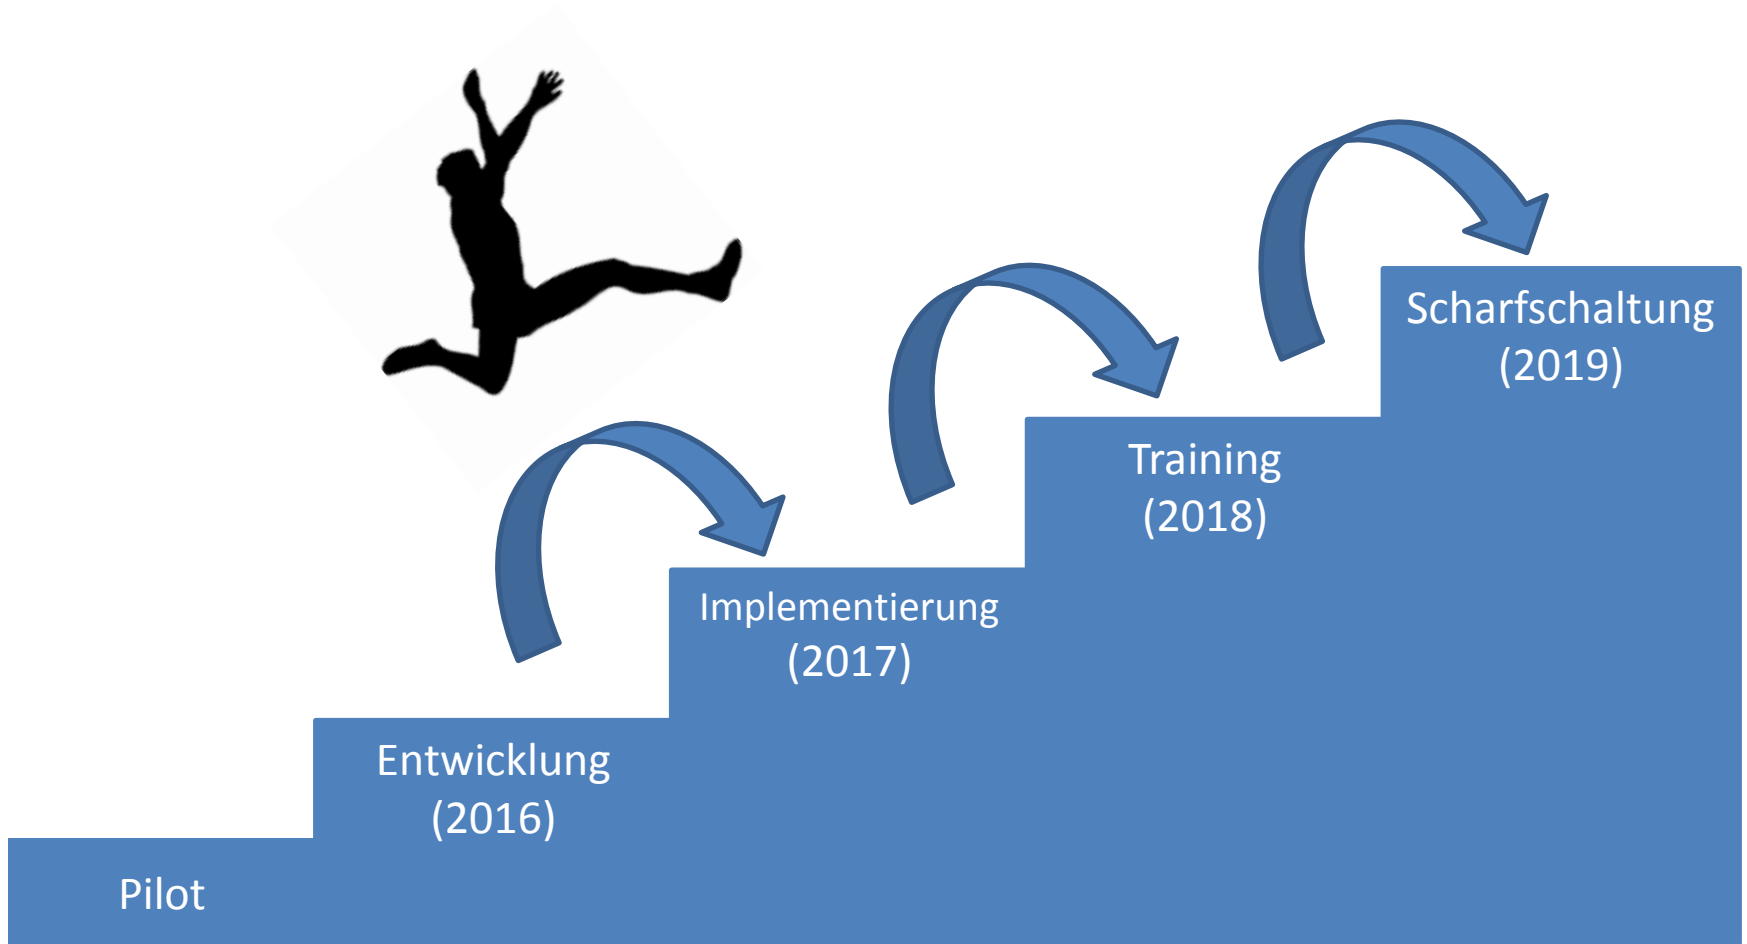 Pilot
Entwicklung
(2016)
Implementierung
(2017)
Training
(2018)
Scharfschaltung
(2019)